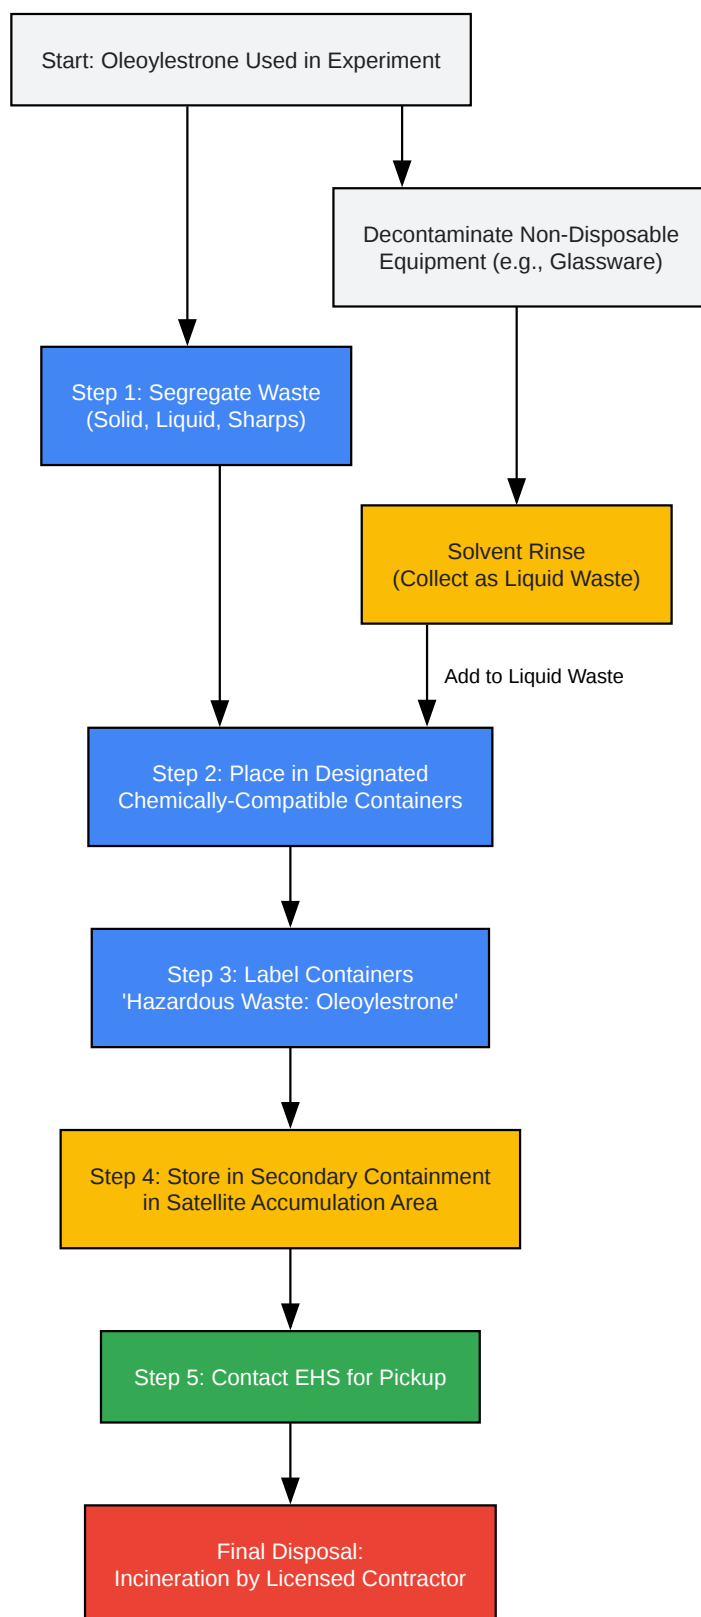 Start: Oleoylestrone Used in Experiment
Decontaminate Non-Disposable
Equipment (e.g., Glassware)
Step 1: Segregate Waste
(Solid, Liquid, Sharps)
Solvent Rinse
(Collect as Liquid Waste)
Add to Liquid Waste
Step 2: Place in Designated
Chemically-Compatible Containers
Step 3: Label Containers
'Hazardous Waste: Oleoylestrone'
Step 4: Store in Secondary Containment
in Satellite Accumulation Area
Step 5: Contact EHS for Pickup
Final Disposal:
Incineration by Licensed Contractor